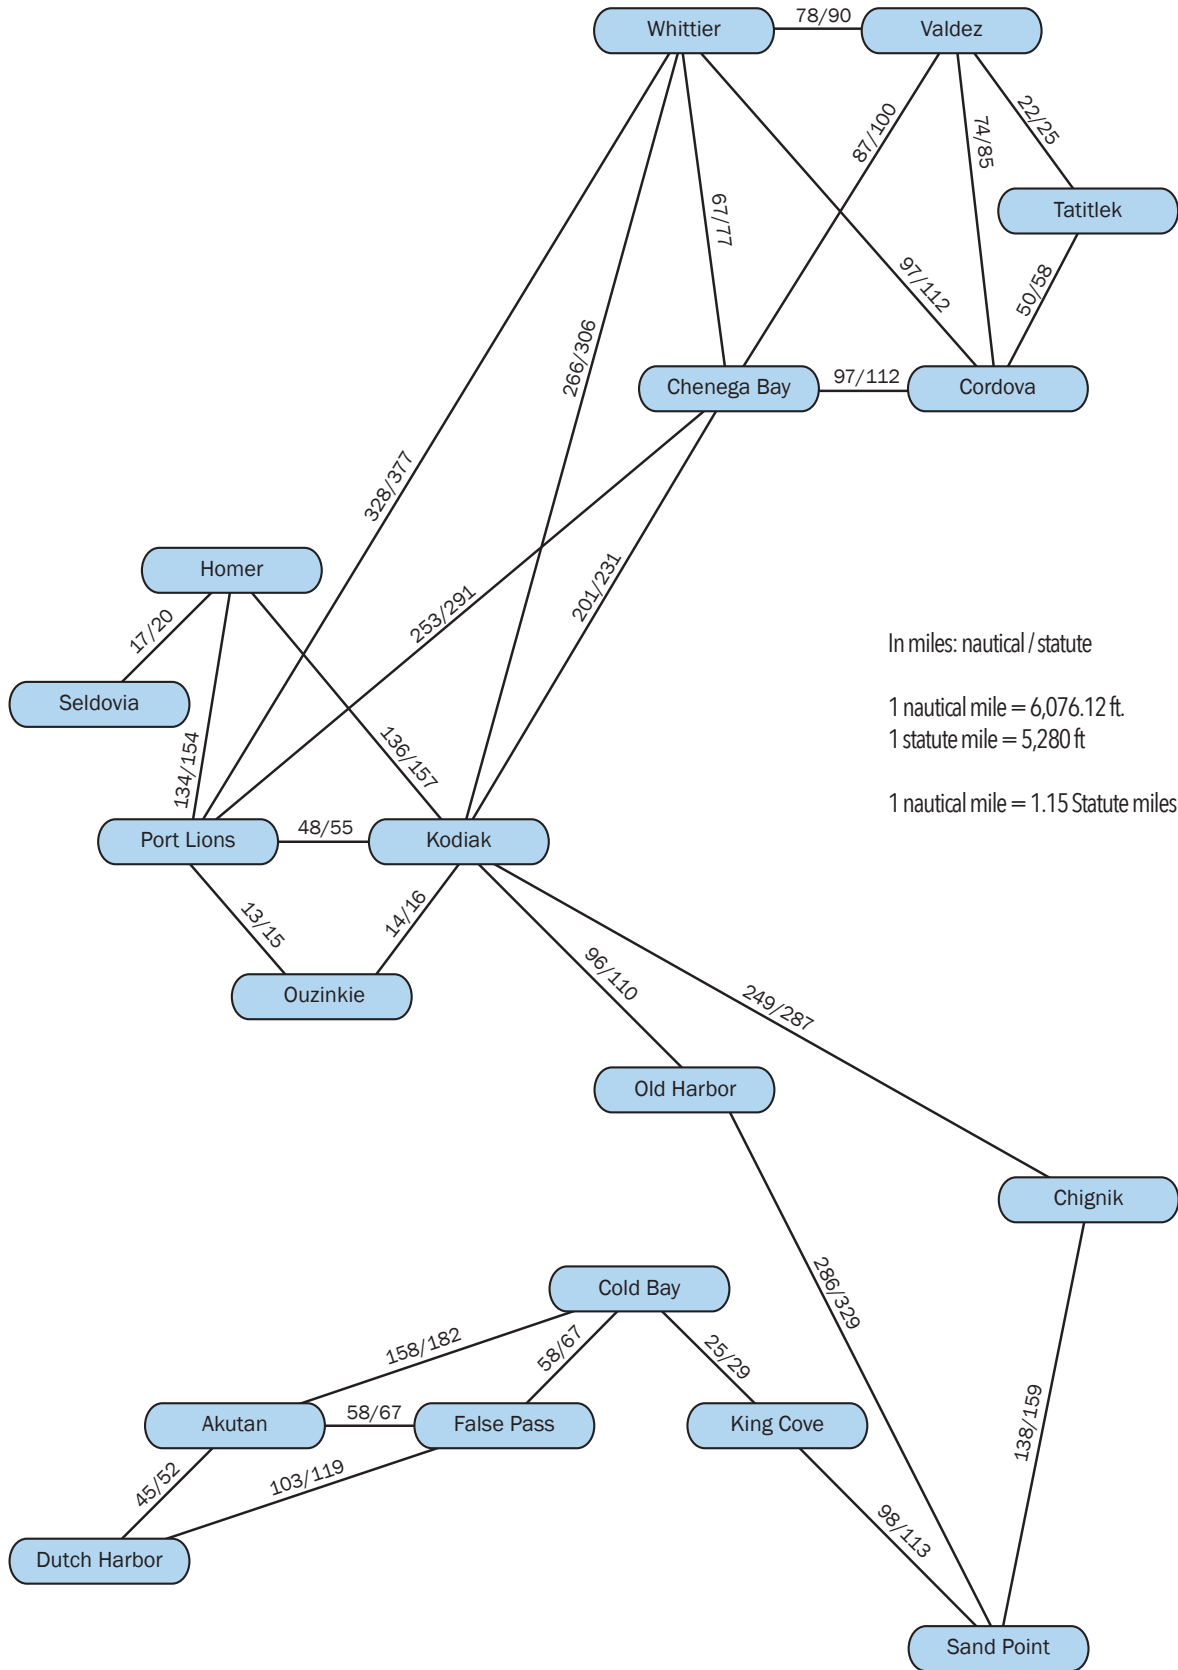 78/90
Whittier
Valdez
22/25
87/100
74/85
67/77
Tatitlek
97/112
50/58
266/306
Chenega Bay
97/112
Cordova
328/377
Homer
253/291
201/231
17/20
In miles: nautical / statute
Seldovia
1 nautical mile = 6,076.12 ft.
1 statute mile = 5,280 ft
134/154
136/157
1 nautical mile = 1.15 Statute miles
Port Lions
48/55
Kodiak
13/15
14/16
96/110
Ouzinkie
249/287
Old Harbor
Chignik
Cold Bay
286/329
158/182
58/67
25/29
Akutan
58/67
False Pass
King Cove
138/159
45/52
103/119
98/113
Dutch Harbor
Sand Point